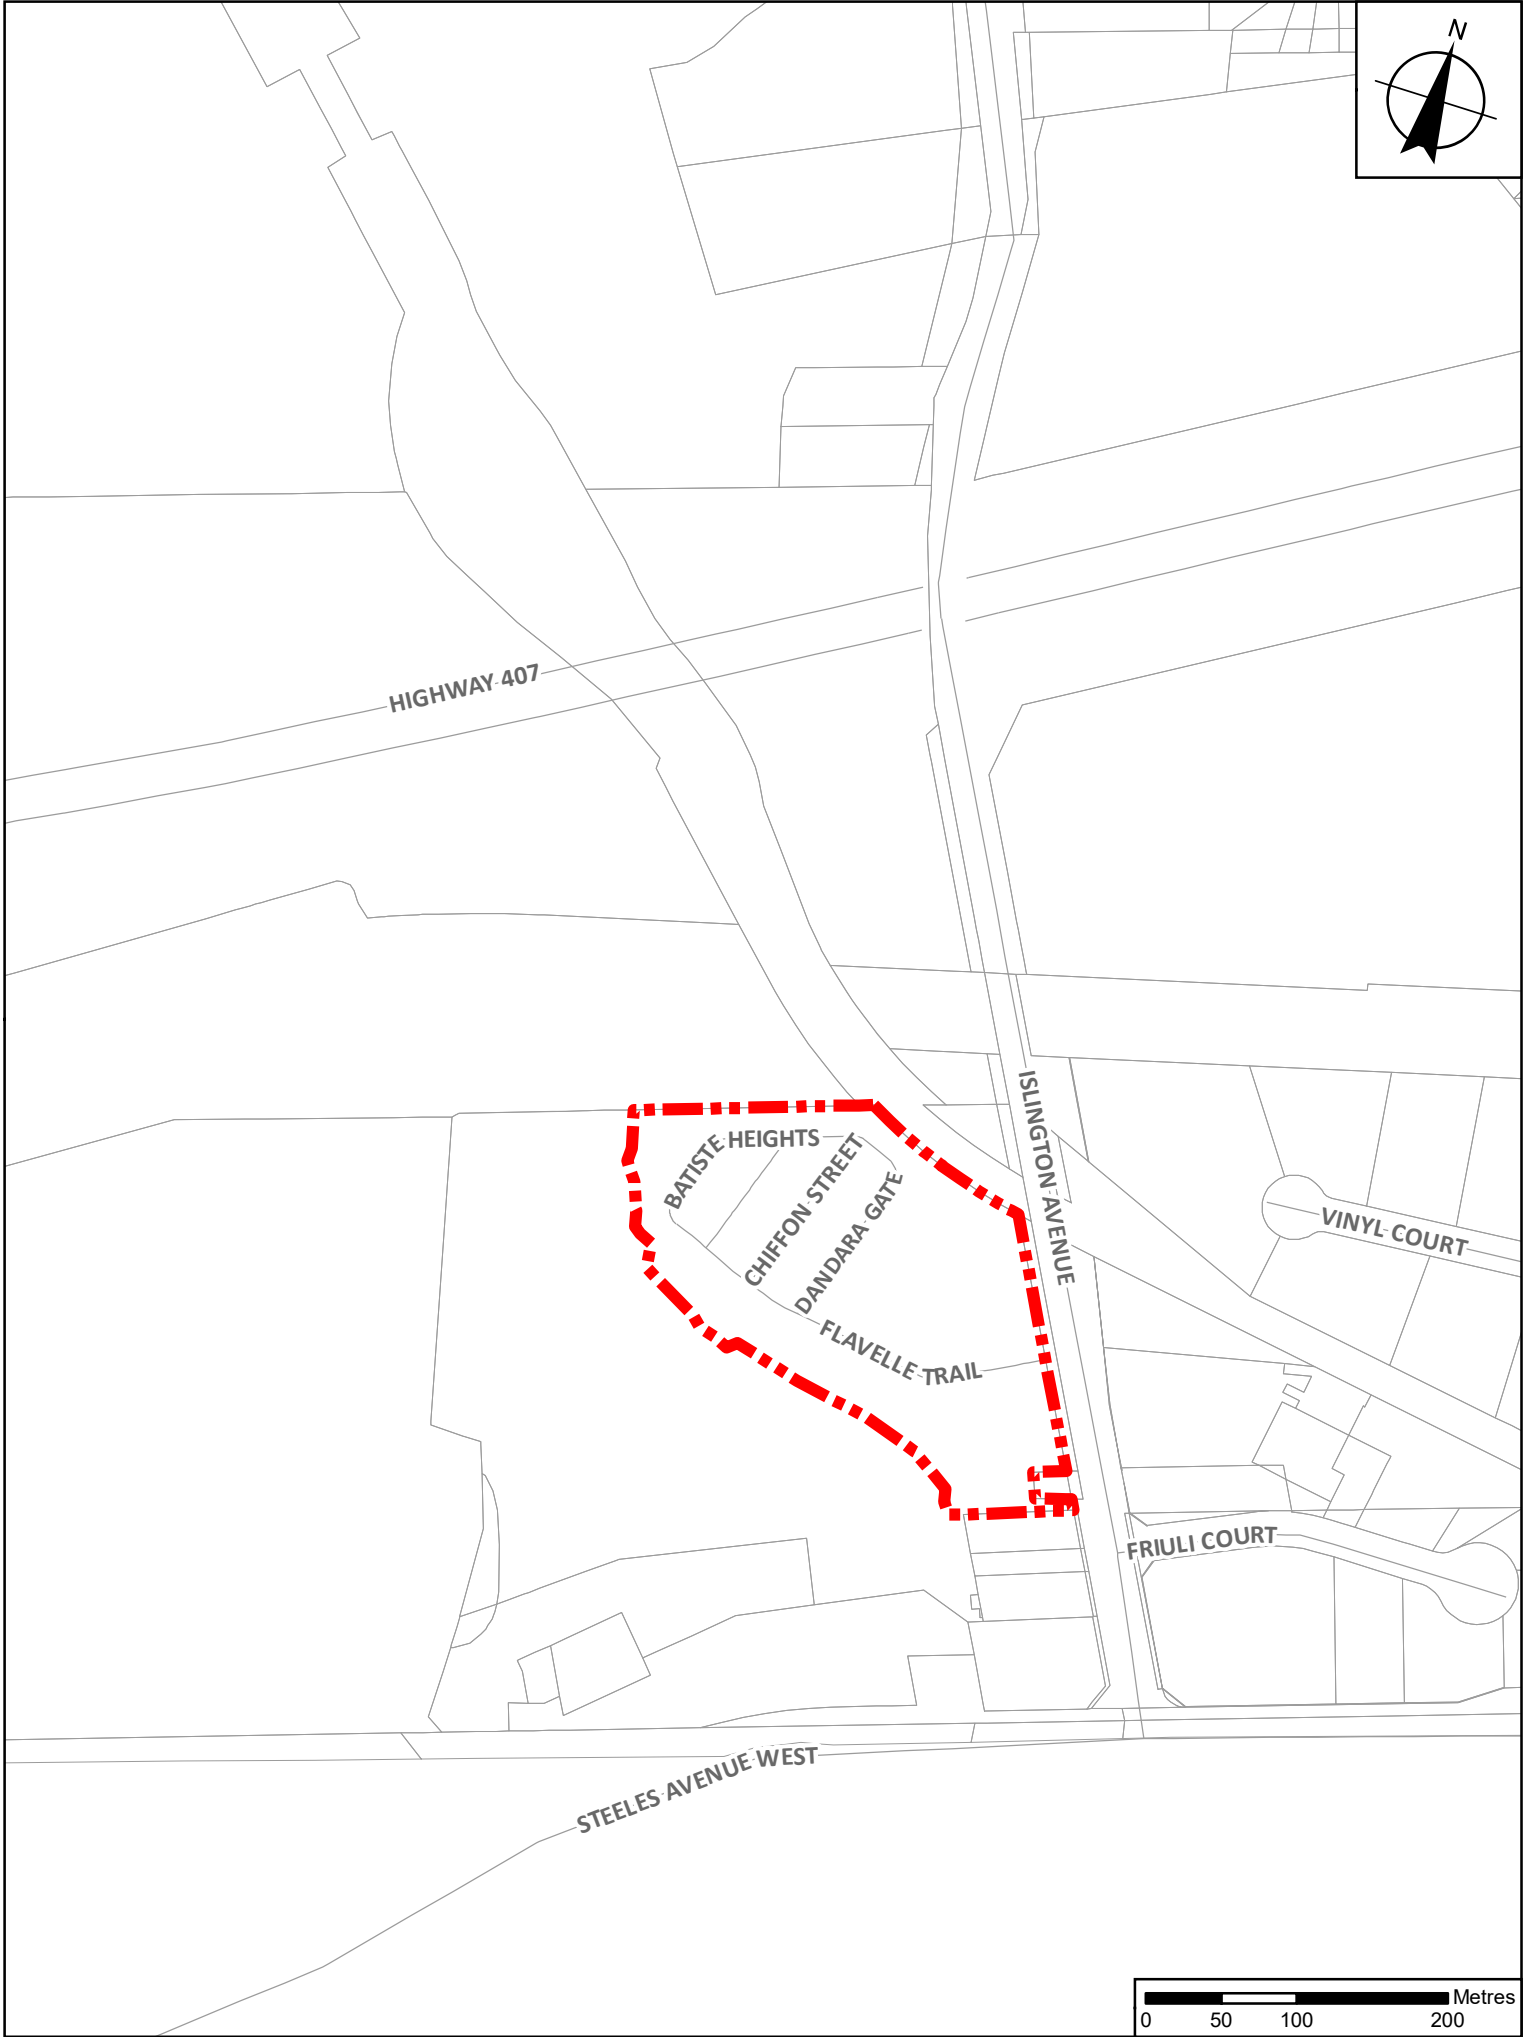 N
HIGHWAY 407
ISLINGTON AVENUE
BATISTE HEIGHTS
CHIFFON STREET
DANDARA GATE
VINYL COURT
FLAVELLE TRAIL
FRIULI COURT
STEELES AVENUE WEST
Metres
0 50 100 200